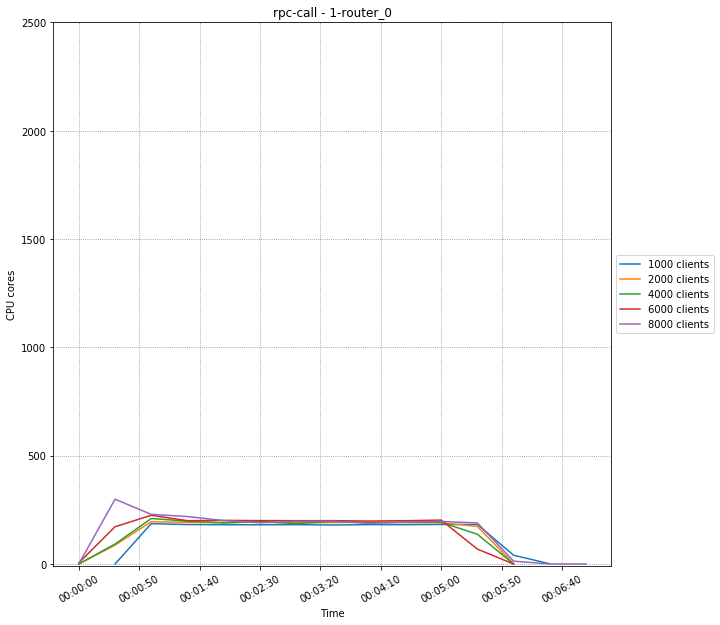 rpc-call - 1-router_0
2500
2000
1500
1000
500
0
CPU cores
00:00:00
00:00:50
00:01:40
00:02:30
00:03:20
00:04:10
00:05:00
00:05:50
00:06:40
Time
1000 clients
2000 clients
4000 clients
6000 clients
8000 clients